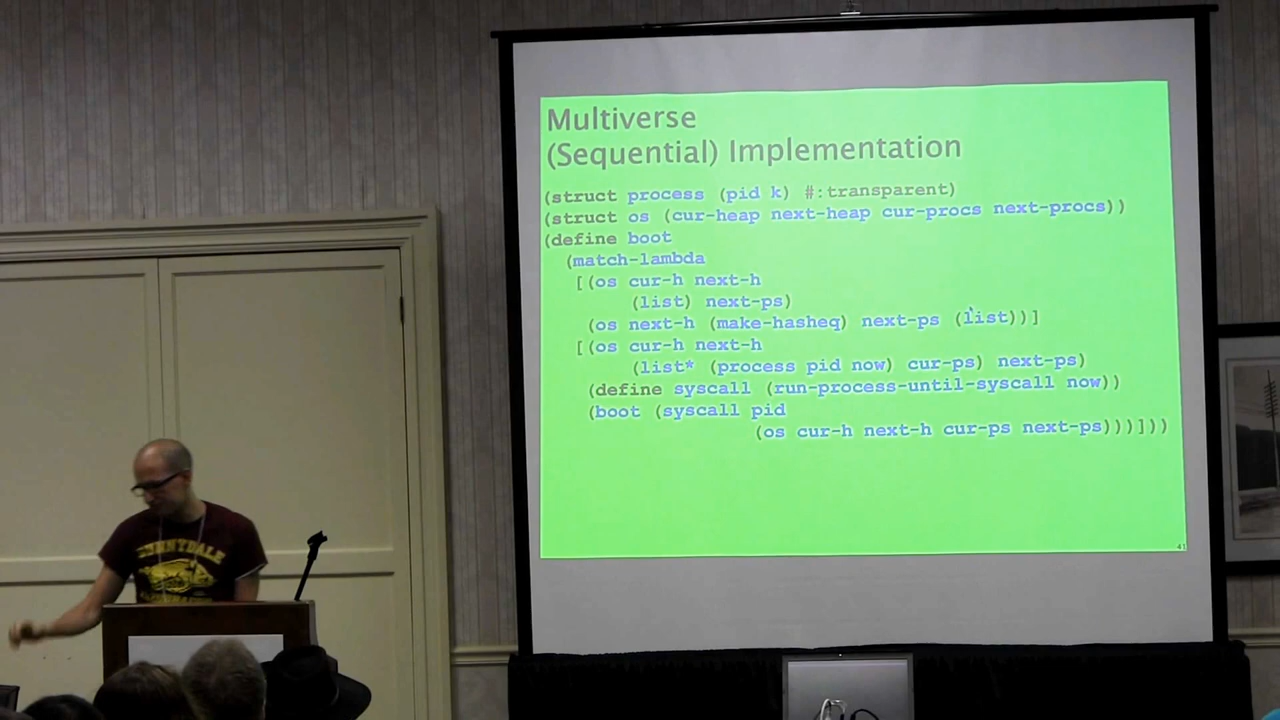 Multiverse
(Sequential) Implementation
(struct process (pid k) #:transparent)
(struct os (cur-heap next-heap cur-procs next-procs))
(define boot
(match-lambda
[(os cur-h next-h
(list) next-ps)
(os next-h (make-hasheq) next-ps (list))]
[(os cur-h next-h
(list* (process pid now) cur-ps) next-ps)
(define syscall (run-process-until-syscall now))
(boot (syscall pid
(os cur-h next-h cur-ps next-ps)))]))
41
SUNNYDALE